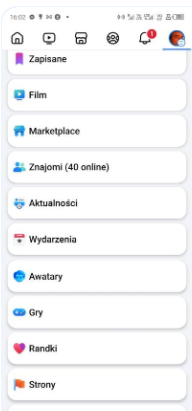 16:02
Zapisane
Film
Marketplace
Znajomi (40 online)
Aktualności
Wydarzenia
Awatary
Gry
Randki
Strony